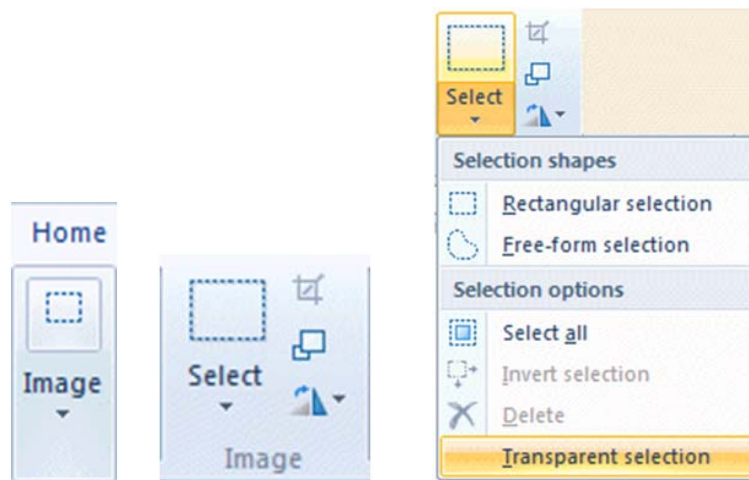 Home
Image
Select
Image
Select
Selection shapes
Rectangular selection
Free-form selection
Selection options
Select all
Invert selection
Delete
Transparent selection